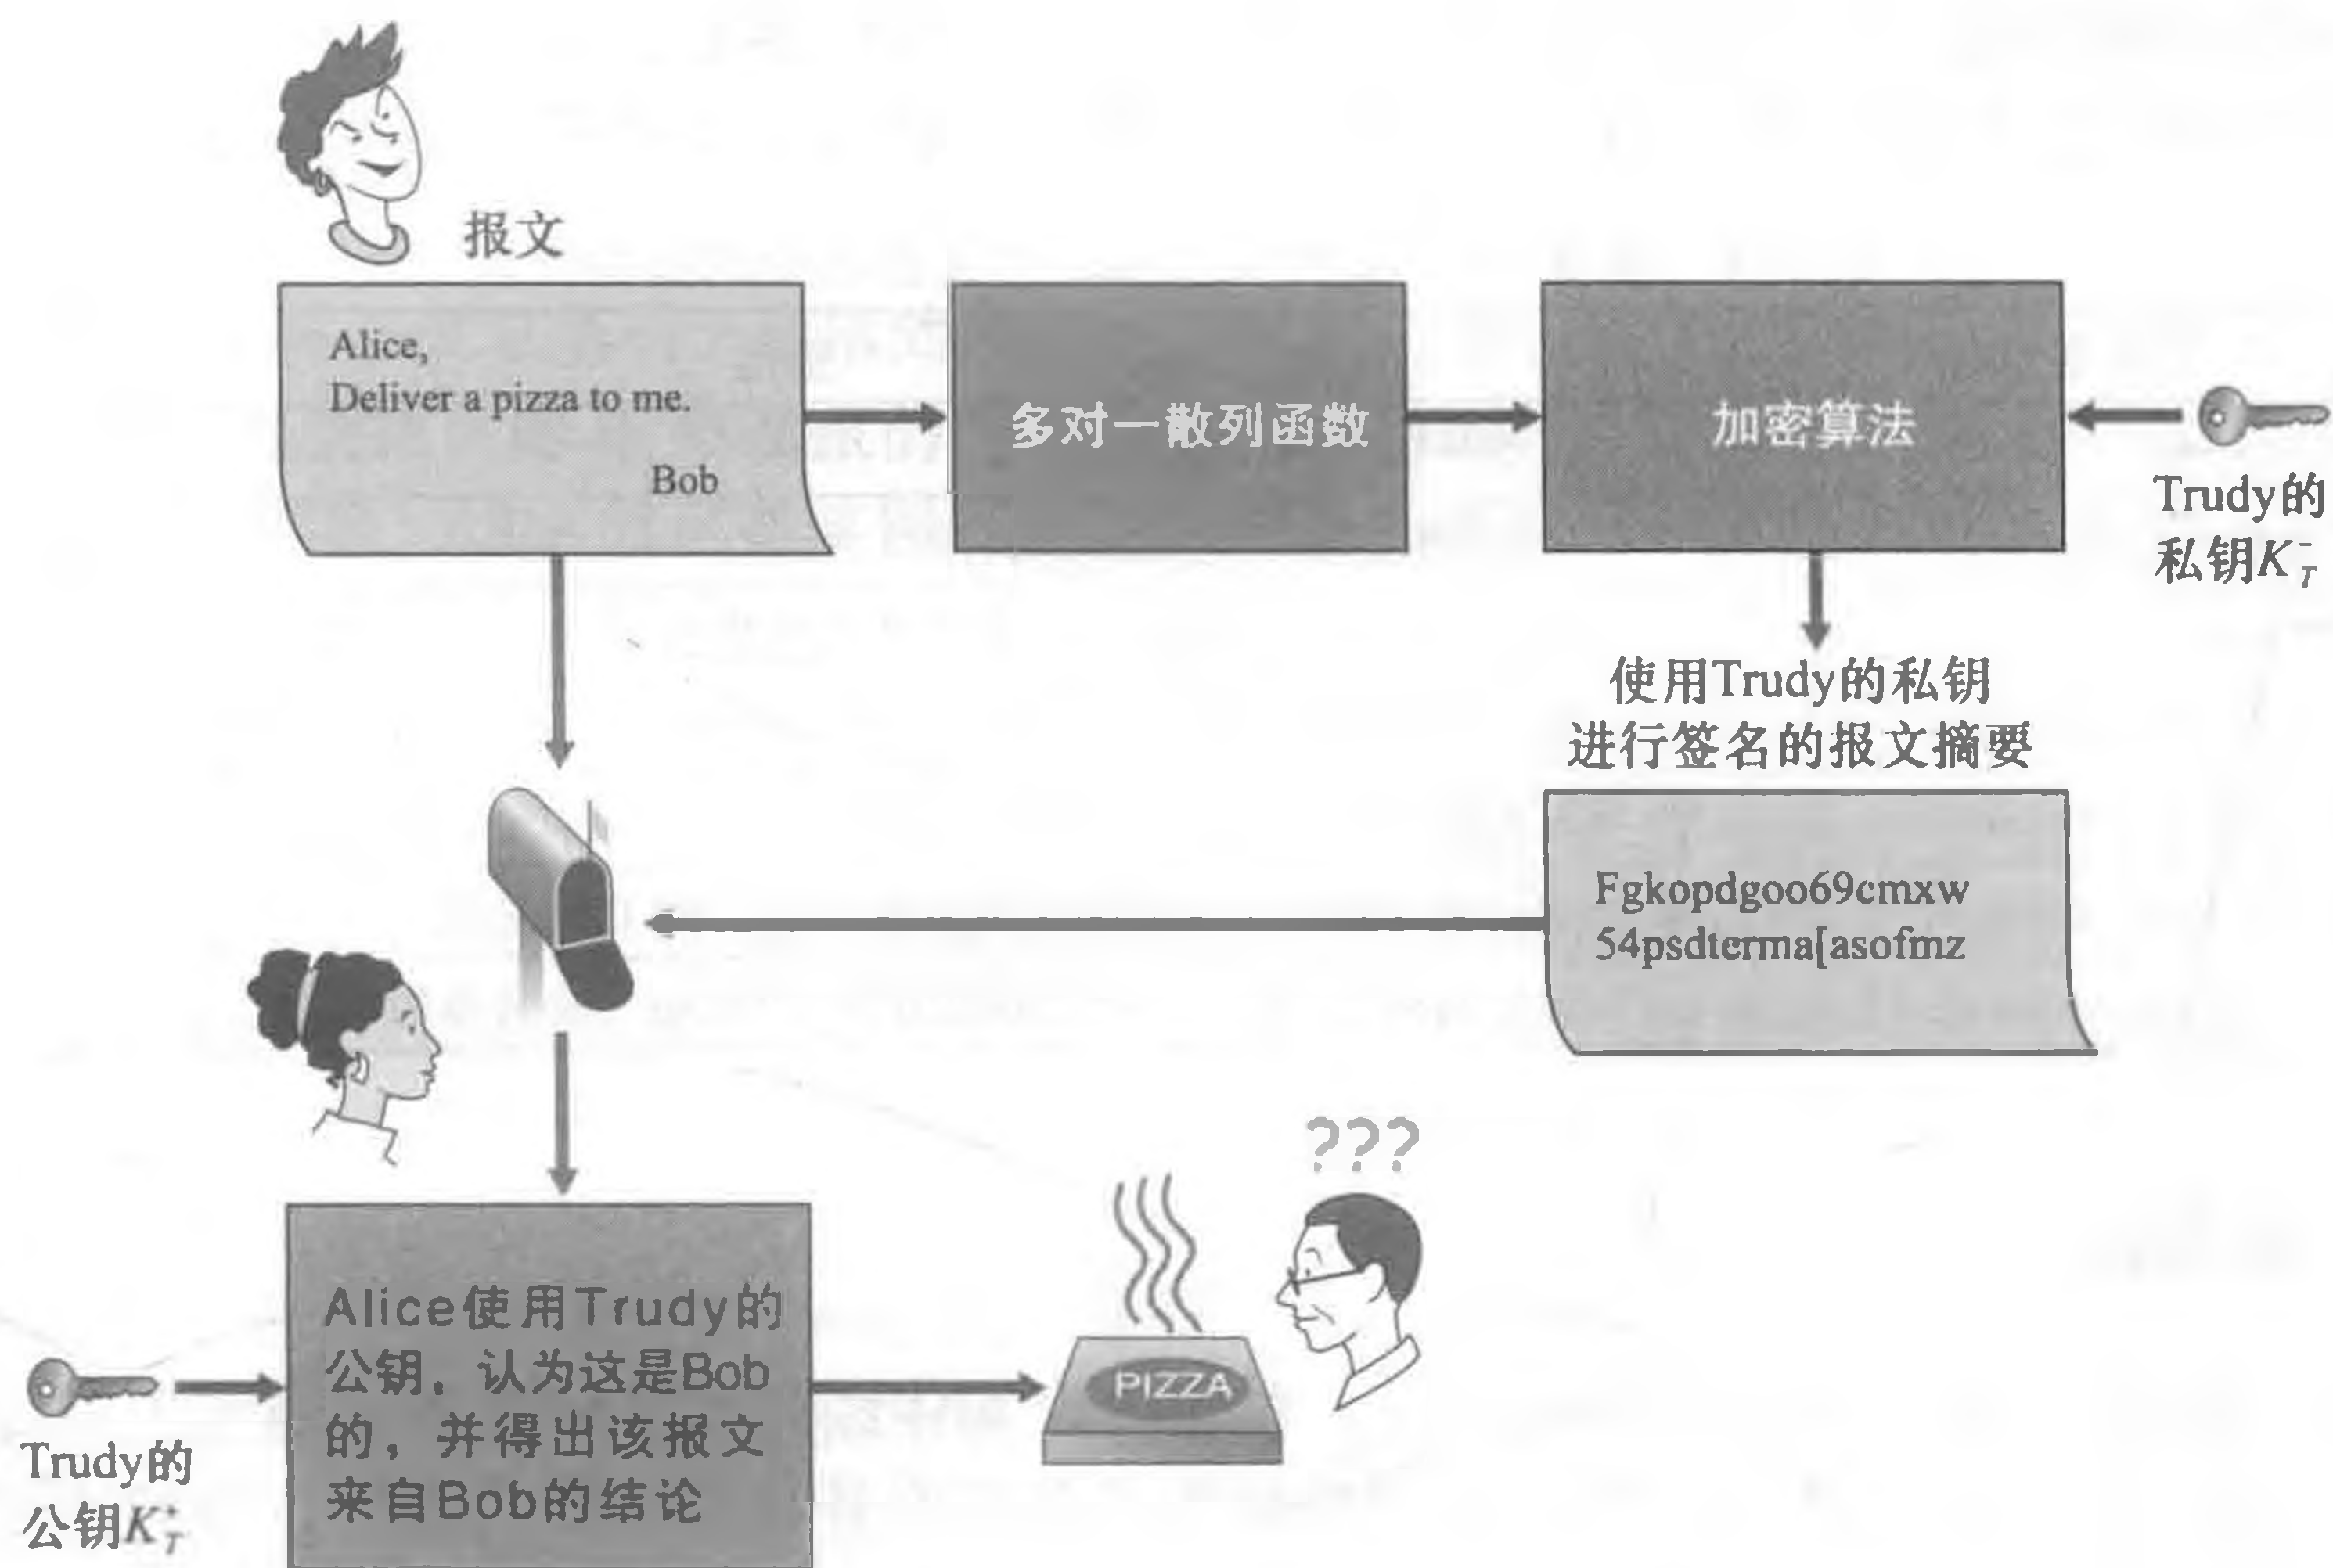 报文
Alice,
Deliver a pizza to me.
Bob
多对一散列函数
加密算法
Trudy的
私钥K⁻T
使用Trudy的私钥
进行签名的报文摘要
Fgkopdgoo69cmxw
54psdterma[asofmz
???
Alice使用Trudy的
公钥，认为这是Bob
的，并得出该报文
来自Bob的结论
PIZZA
Trudy的
公钥K⁺T